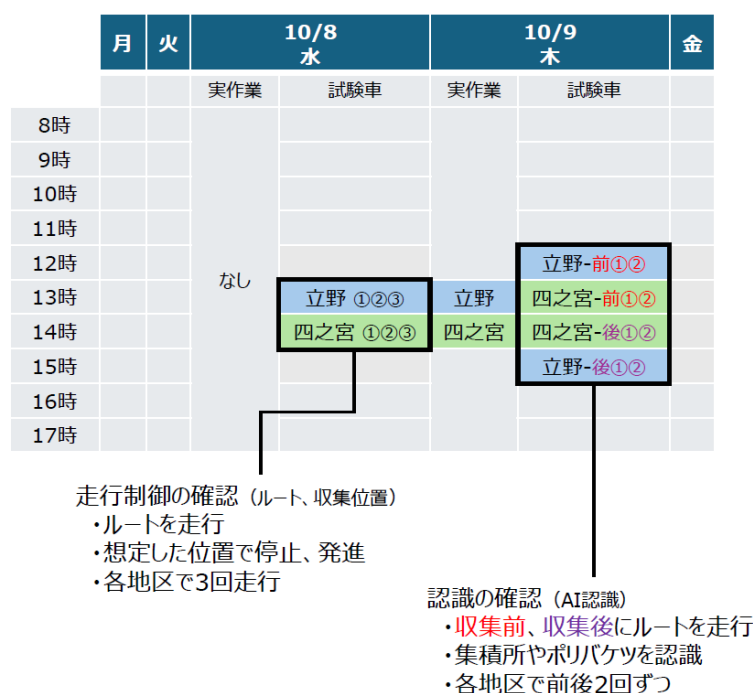 月 火 10/8 水 10/9 木 金
実作業 試験車 実作業 試験車
8時
9時
10時
11時
12時 立野-前①②
なし
13時 立野 ①②③ 立野 四之宮-前①②
14時 四之宮 ①②③ 四之宮 四之宮-後①②
15時 立野-後①②
16時
17時
走行制御の確認（ルート、収集位置）
・ルートを走行
・想定した位置で停止、発進
・各地区で3回走行
認識の確認（AI認識）
・収集前、収集後にルートを走行
・集積所やポリバケツを認識
・各地区で前後2回ずつ